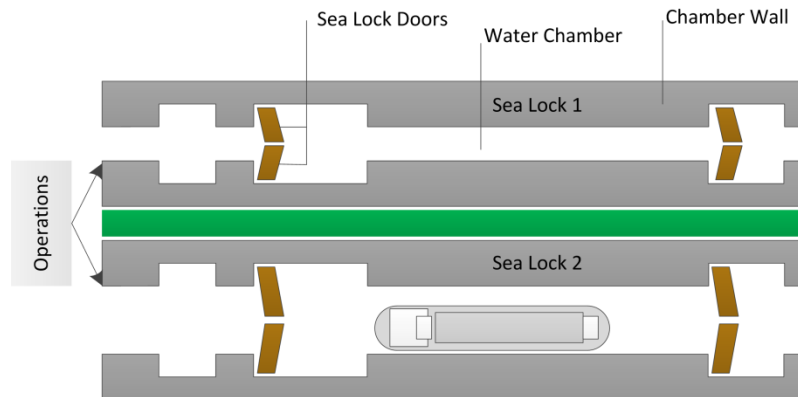 Sea Lock Doors
Chamber Wall
Water Chamber
Sea Lock 1
Operations
Sea Lock 2